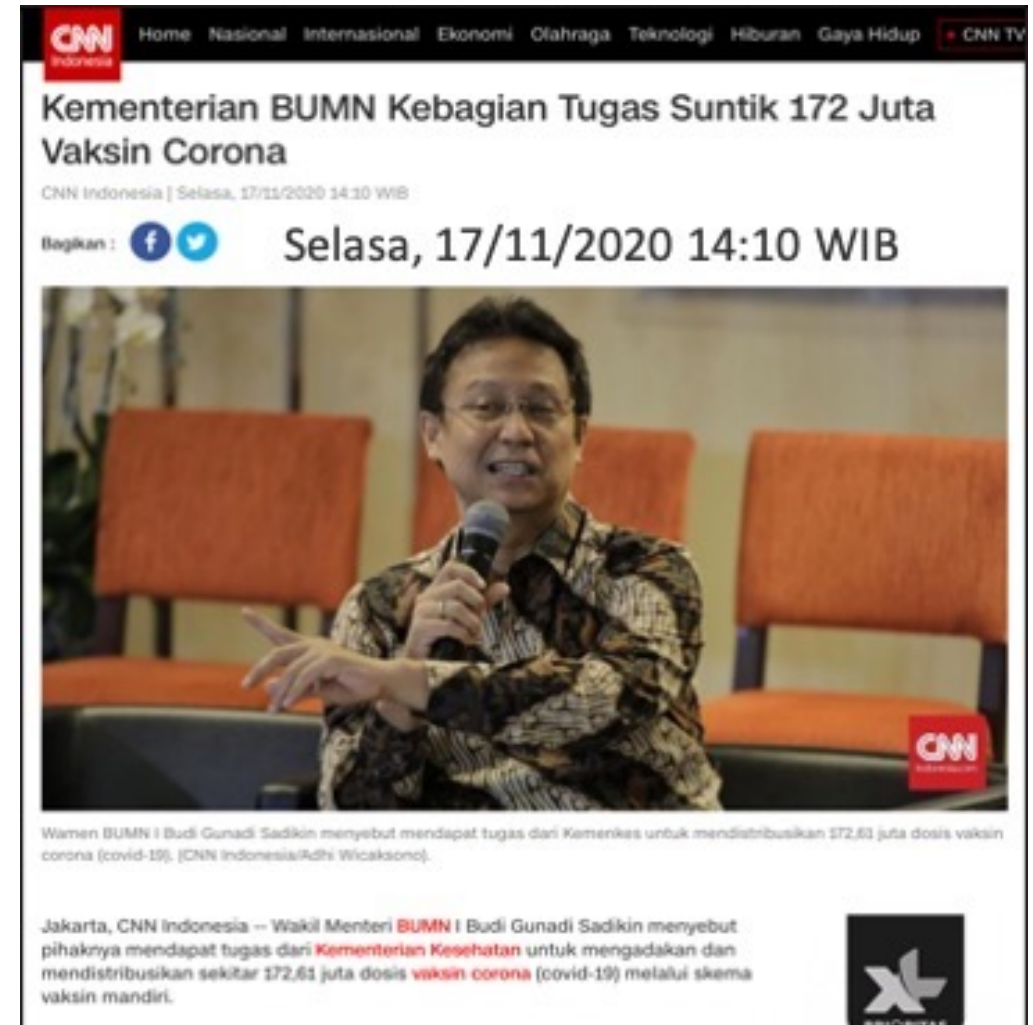 CNN
Indonesia
Home Nasional Internasional Ekonomi Olahraga Teknologi Hiburan Gaya Hidup CNN TV
Kementerian BUMN Kebagian Tugas Suntik 172 Juta
Vaksin Corona
CNN Indonesia | Selasa, 17/11/2020 14:10 WIB
Bagikan :
Selasa, 17/11/2020 14:10 WIB
CNN
Indonesia.com
Wamen BUMN I Budi Gunadi Sadikin menyebut mendapat tugas dari Kemenkes untuk mendistribusikan 172,61 juta dosis vaksin
corona (covid-19). (CNN Indonesia/Adhi Wicaksono).
Jakarta, CNN Indonesia -- Wakil Menteri BUMN I Budi Gunadi Sadikin menyebut
pihaknya mendapat tugas dari Kementerian Kesehatan untuk mengadakan dan
mendistribusikan sekitar 172,61 juta dosis vaksin corona (covid-19) melalui skema
vaksin mandiri.
XL
PRIORITAS